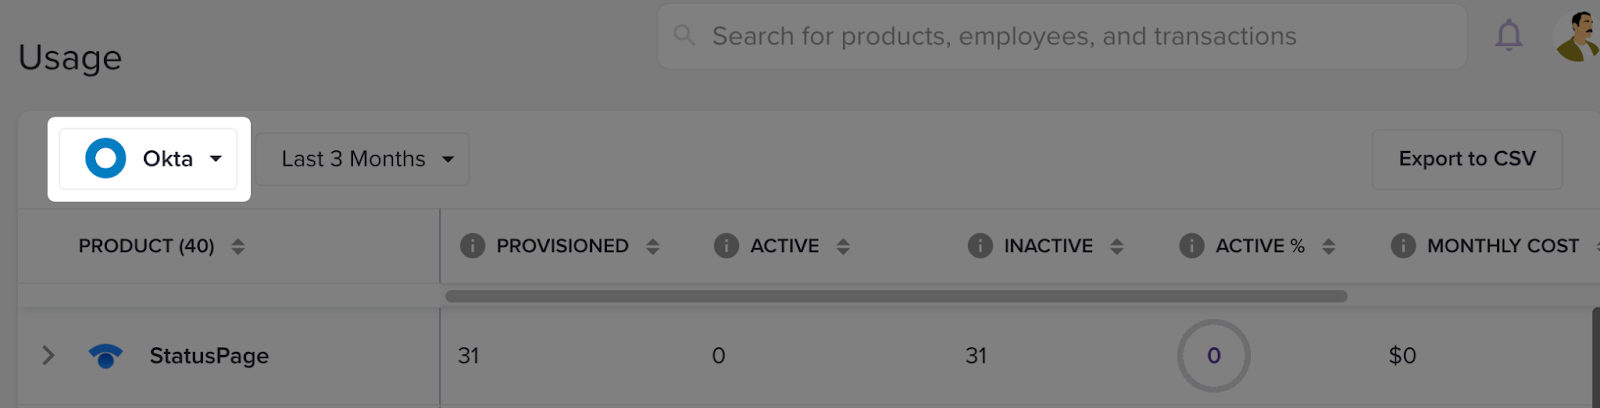 Search for products, employees, and transactions
Usage
Okta
Last 3 Months
Export to CSV
PRODUCT (40)
PROVISIONED
ACTIVE
INACTIVE
ACTIVE %
MONTHLY COST
StatusPage
31
0
31
0
$0